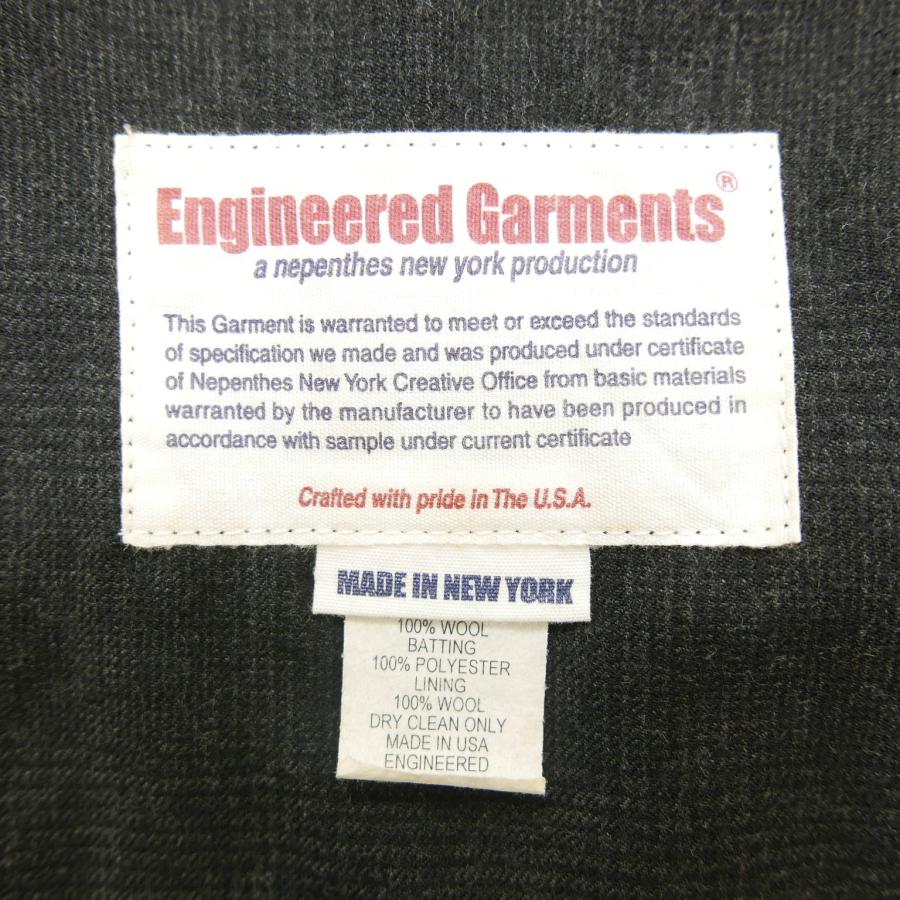 Engineered Garments®
a nepenthes new york production
This Garment is warranted to meet or exceed the standards
of specification we made and was produced under certificate
of Nepenthes New York Creative Office from basic materials
warranted by the manufacturer to have been produced in
accordance with sample under current certificate
Crafted with pride in The U.S.A.
MADE IN NEW YORK
100% WOOL
BATTING
100% POLYESTER
LINING
100% WOOL
DRY CLEAN ONLY
MADE IN USA
ENGINEERED